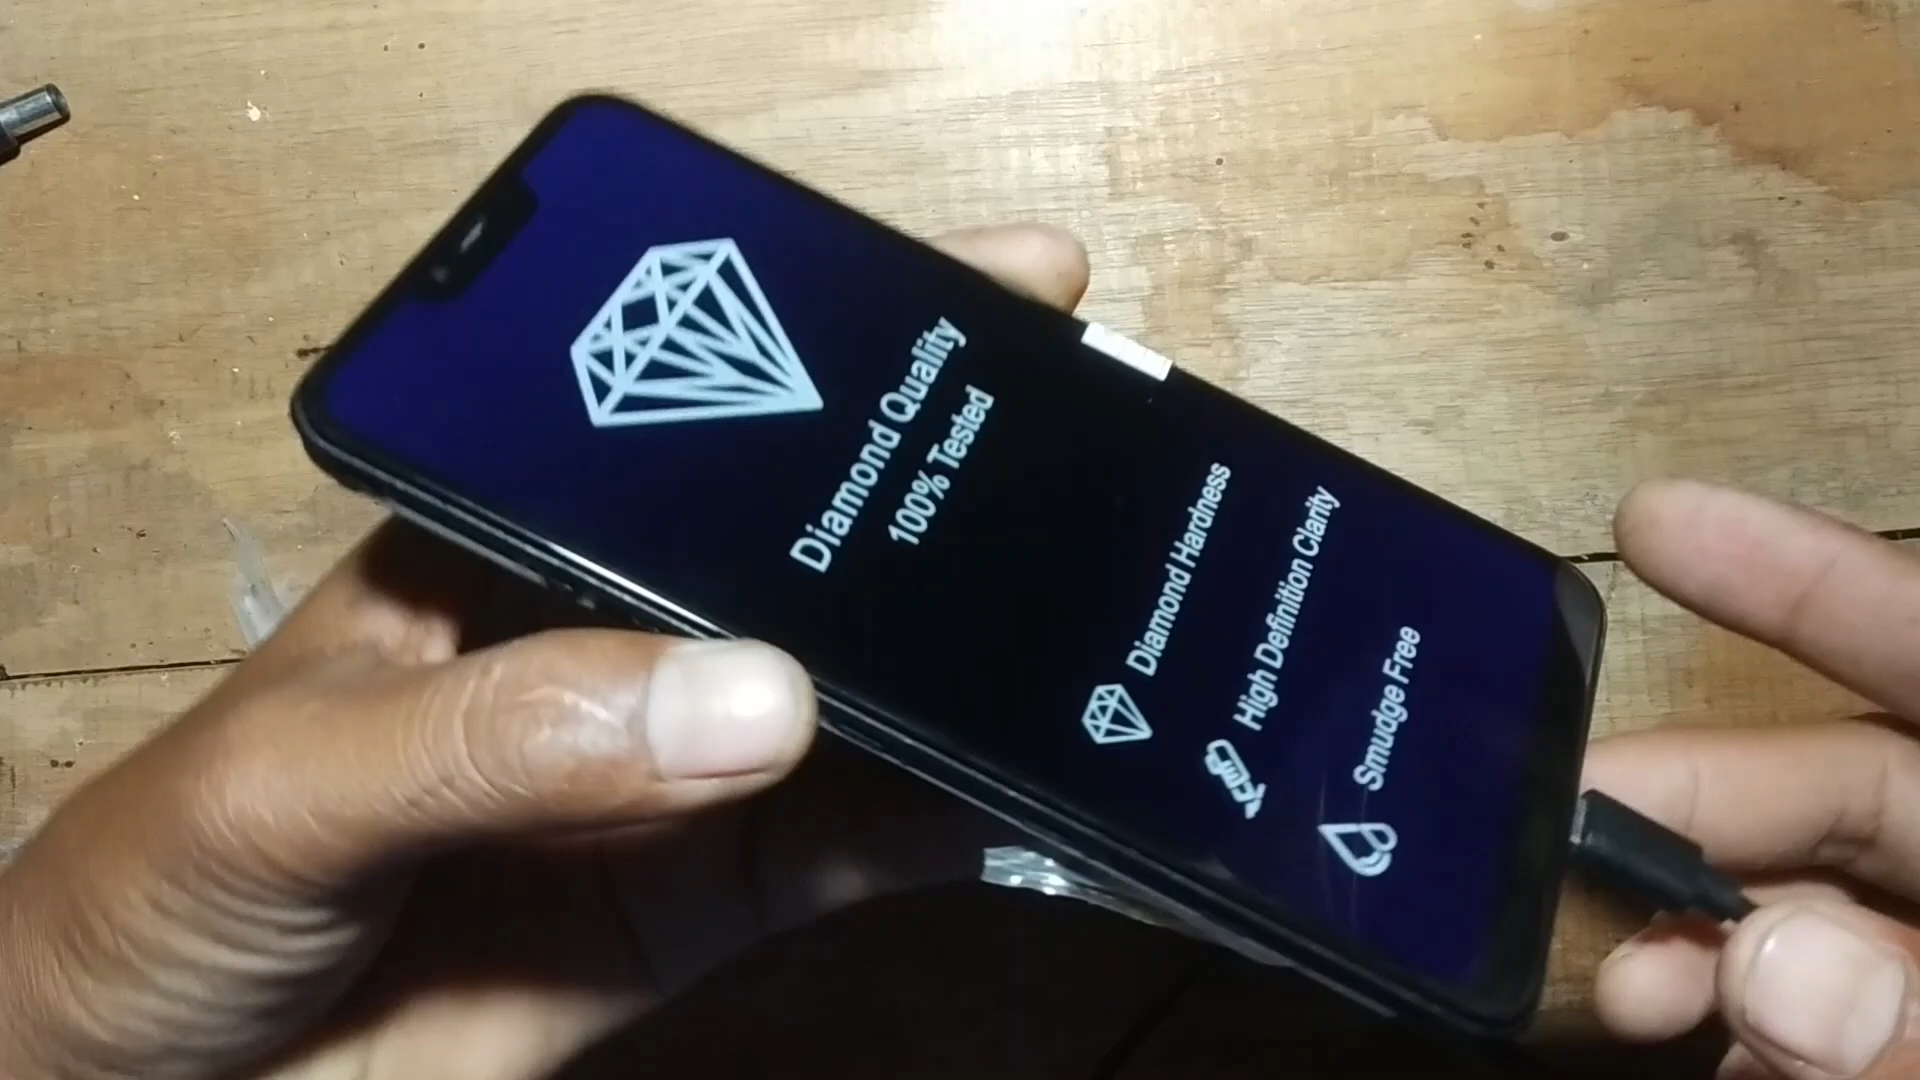 Diamond Quality
100% Tested
Diamond Hardness
High Definition Clarity
Smudge Free